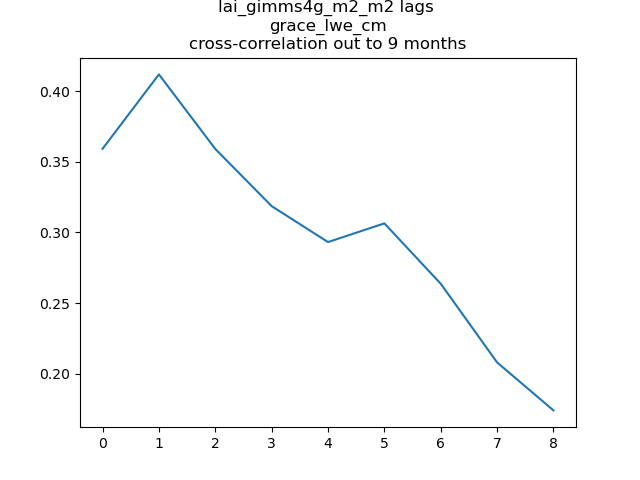 lai_gimms4g_m2_m2 lags
grace_lwe_cm
cross-correlation out to 9 months
0.40
0.35
0.30
0.25
0.20
0 1 2 3 4 5 6 7 8